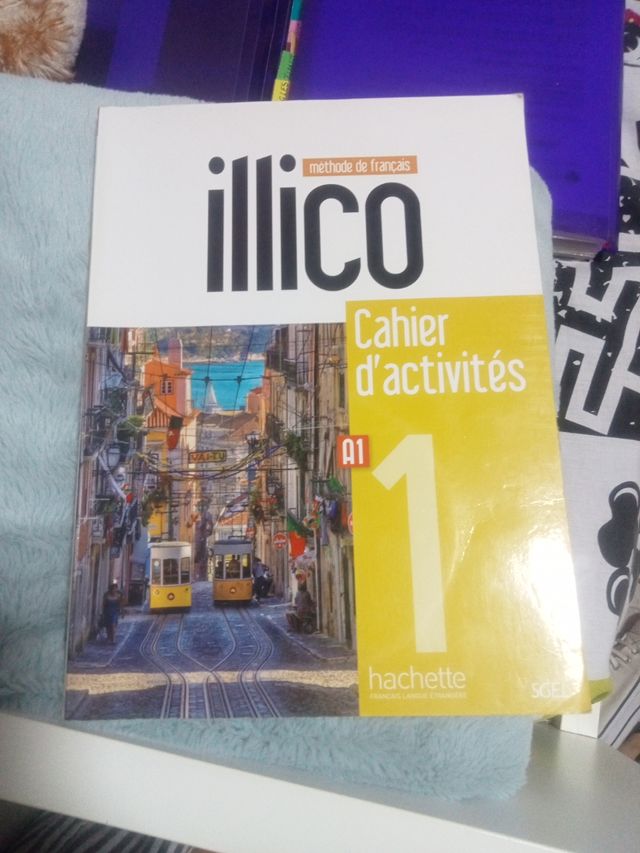 méthode de français
illico
Cahier
d'activités
A1
1
hachette
FRANÇAIS LANGUE ÉTRANGÈRE
SGEL